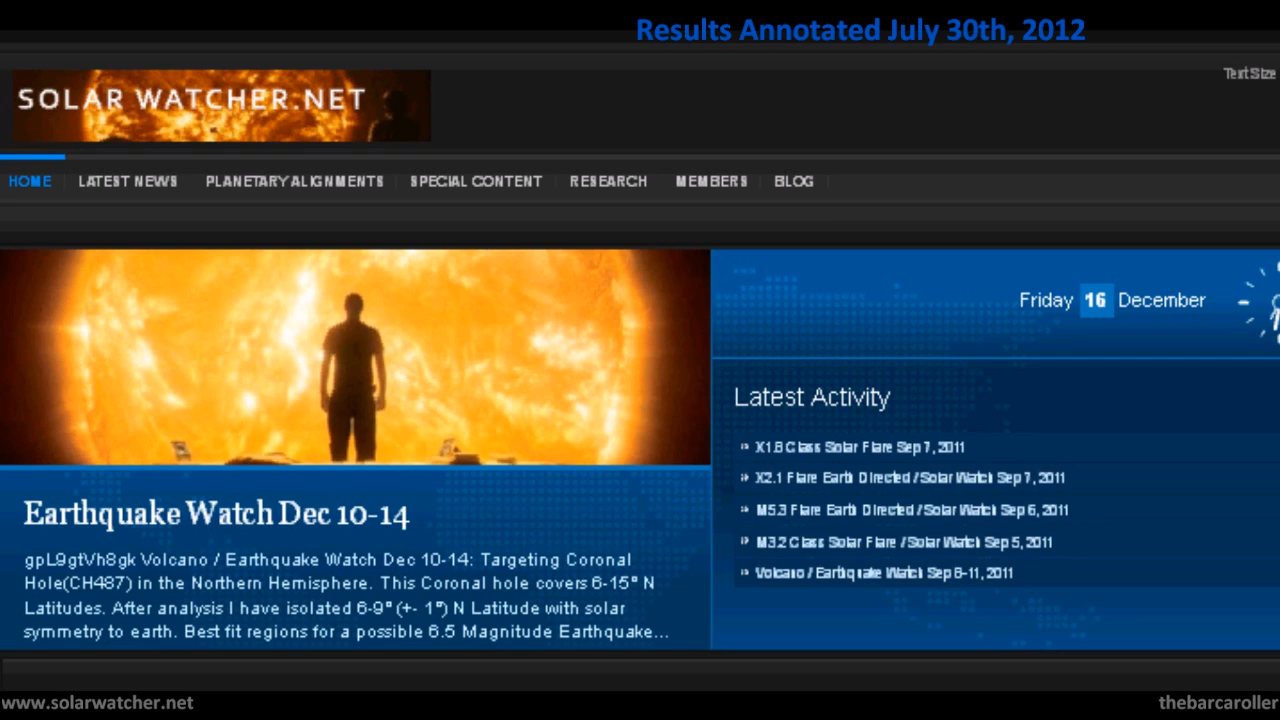 Results Annotated July 30th, 2012
Text Size
SOLAR WATCHER.NET
HOME LATEST NEWS PLANETARY ALIGNMENTS SPECIAL CONTENT RESEARCH MEMBERS BLOG
Friday 16 December
Latest Activity
» X1.8 Class Solar Flare Sep 7, 2011
» X2.1 Flare Earth Directed / Solar Watch Sep 7, 2011
» M5.3 Flare Earth Directed / Solar Watch Sep 6, 2011
» M3.2 Class Solar Flare / Solar Watch Sep 5, 2011
» Volcano / Earthquake Watch Sep 8-11, 2011
Earthquake Watch Dec 10-14
gpL9gtVh8gk Volcano / Earthquake Watch Dec 10-14: Targeting Coronal
Hole(CH487) in the Northern Hemisphere. This Coronal hole covers 6-15° N
Latitudes. After analysis I have isolated 6-9° (+- 1°) N Latitude with solar
symmetry to earth. Best fit regions for a possible 6.5 Magnitude Earthquake...
www.solarwatcher.net
thebarcaroller